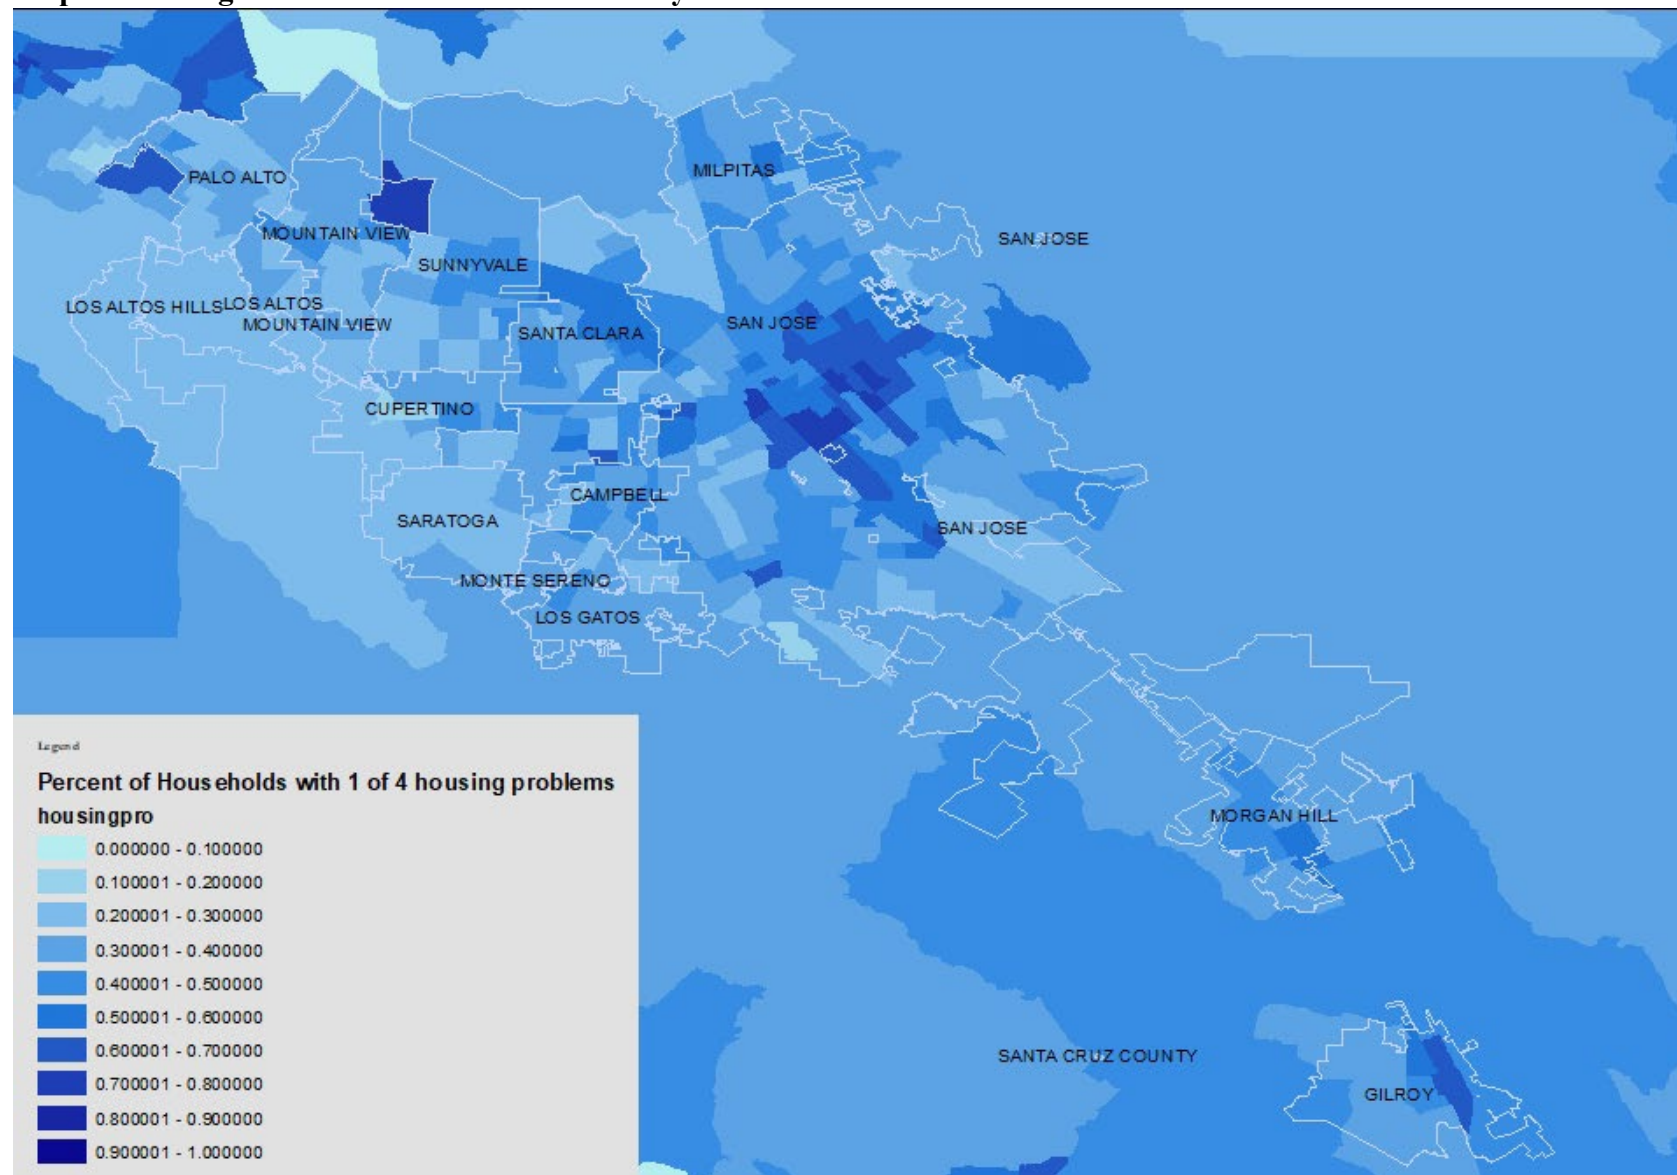 MILPITAS
PALO ALTO
MOUNTAIN VIEW
SAN JOSE
SUNNYVALE
LOS ALTOS HILLS
LOS ALTOS
MOUNTAIN VIEW
SANTA CLARA
SAN JOSE
CUPERTINO
CAMPBELL
SARATOGA
SAN JOSE
MONTE SERENO
LOS GATOS
MORGAN HILL
SANTA CRUZ COUNTY
GILROY
Legend
Percent of Households with 1 of 4 housing problems
housingpro
0.000000 - 0.100000
0.100001 - 0.200000
0.200001 - 0.300000
0.300001 - 0.400000
0.400001 - 0.500000
0.500001 - 0.600000
0.600001 - 0.700000
0.700001 - 0.800000
0.800001 - 0.900000
0.900001 - 1.000000